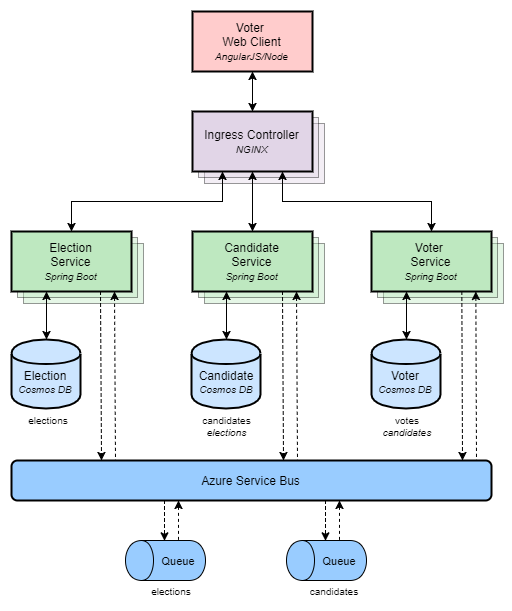 Voter
Web Client
AngularJS/Node
Ingress Controller
NGINX
Election
Service
Spring Boot
Candidate
Service
Spring Boot
Voter
Service
Spring Boot
Election
Cosmos DB
elections
Candidate
Cosmos DB
candidates
elections
Voter
Cosmos DB
votes
candidates
Azure Service Bus
Queue
elections
Queue
candidates